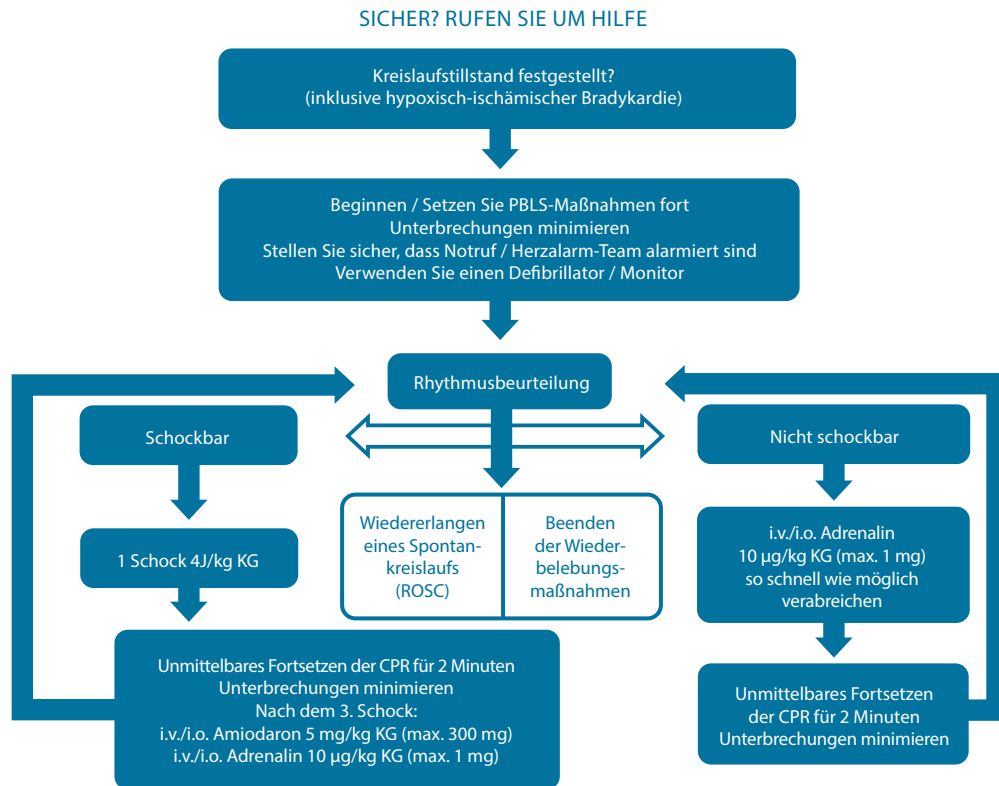 SICHER? RUFEN SIE UM HILFE
Kreislaufstillstand festgestellt?
(inklusive hypoxisch-ischämischer Bradykardie)
Beginnen / Setzen Sie PBLS-Maßnahmen fort
Unterbrechungen minimieren
Stellen Sie sicher, dass Notruf / Herzalarm-Team alarmiert sind
Verwenden Sie einen Defibrillator / Monitor
Rhythmusbeurteilung
Schockbar
1 Schock 4J/kg KG
Unmittelbares Fortsetzen der CPR für 2 Minuten
Unterbrechungen minimieren
Nach dem 3. Schock:
i.v./i.o. Amiodaron 5 mg/kg KG (max. 300 mg)
i.v./i.o. Adrenalin 10 µg/kg KG (max. 1 mg)
Wiedererlangen
eines Spontan-
kreislaufs
(ROSC)
Beenden
der Wieder-
belebungs-
maßnahmen
Nicht schockbar
i.v./i.o. Adrenalin
10 µg/kg KG (max. 1 mg)
so schnell wie möglich
verabreichen
Unmittelbares Fortsetzen
der CPR für 2 Minuten
Unterbrechungen minimieren